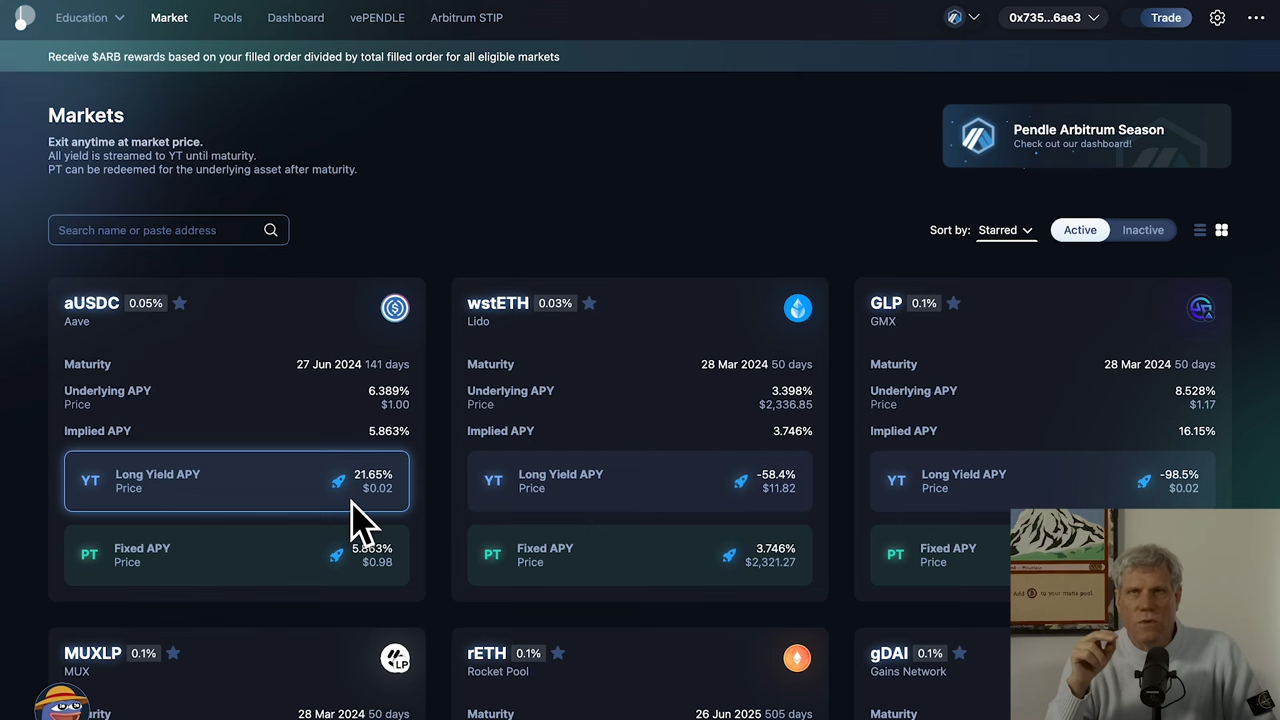 Education
Market
Pools
Dashboard
vePENDLE
Arbitrum STIP
0x735...6ae3
Trade
Receive $ARB rewards based on your filled order divided by total filled order for all eligible markets
Markets
Exit anytime at market price.
All yield is streamed to YT until maturity.
PT can be redeemed for the underlying asset after maturity.
Pendle Arbitrum Season
Check out our dashboard!
Search name or paste address
Sort by: Starred
Active
Inactive
aUSDC 0.05%
Aave
Maturity 27 Jun 2024 141 days
Underlying APY 6.389%
Price $1.00
Implied APY 5.863%
YT Long Yield APY 21.65%
Price $0.02
PT Fixed APY 5.863%
Price $0.98
wstETH 0.03%
Lido
Maturity 28 Mar 2024 50 days
Underlying APY 3.398%
Price $2,336.85
Implied APY 3.746%
YT Long Yield APY -58.4%
Price $11.82
PT Fixed APY 3.746%
Price $2,321.27
GLP 0.1%
GMX
Maturity 28 Mar 2024 50 days
Underlying APY 8.528%
Price $1.17
Implied APY 16.15%
YT Long Yield APY -98.5%
Price $0.02
PT Fixed APY
Price
Add B to your mana pool.
MUXLP 0.1%
MUX
28 Mar 2024 50 days
LP
rETH 0.1%
Rocket Pool
Maturity 26 Jun 2025 505 days
gDAI 0.1%
Gains Network
Maturity